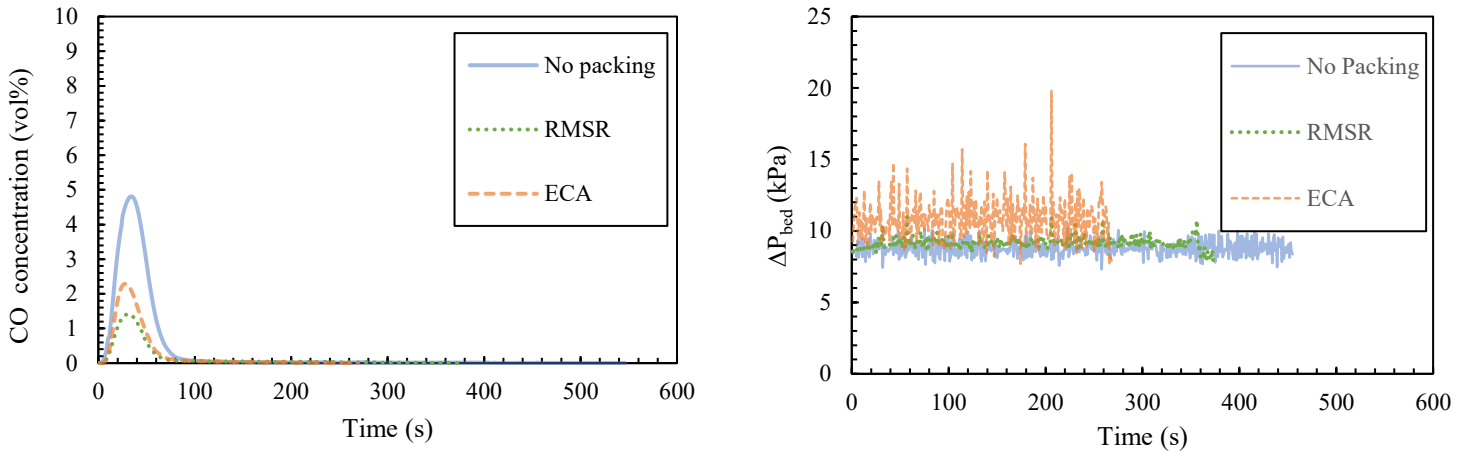 CO concentration (vol%)
10
9
8
7
6
5
4
3
2
1
0
No packing
RMSR
ECA
0 100 200 300 400 500 600
Time (s)
ΔPbed (kPa)
25
20
15
10
5
0
No Packing
RMSR
ECA
0 100 200 300 400 500 600
Time (s)